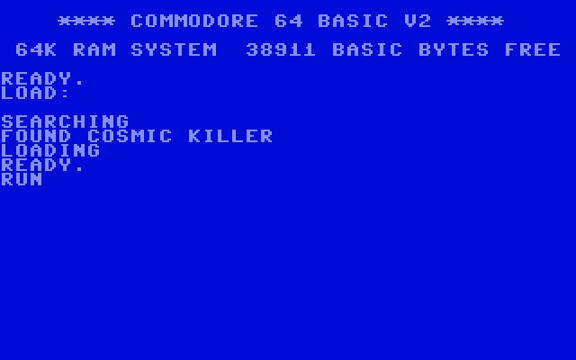 **** COMMODORE 64 BASIC V2 ****
64K RAM SYSTEM  38911 BASIC BYTES FREE
READY.
LOAD:
SEARCHING
FOUND COSMIC KILLER
LOADING
READY.
RUN